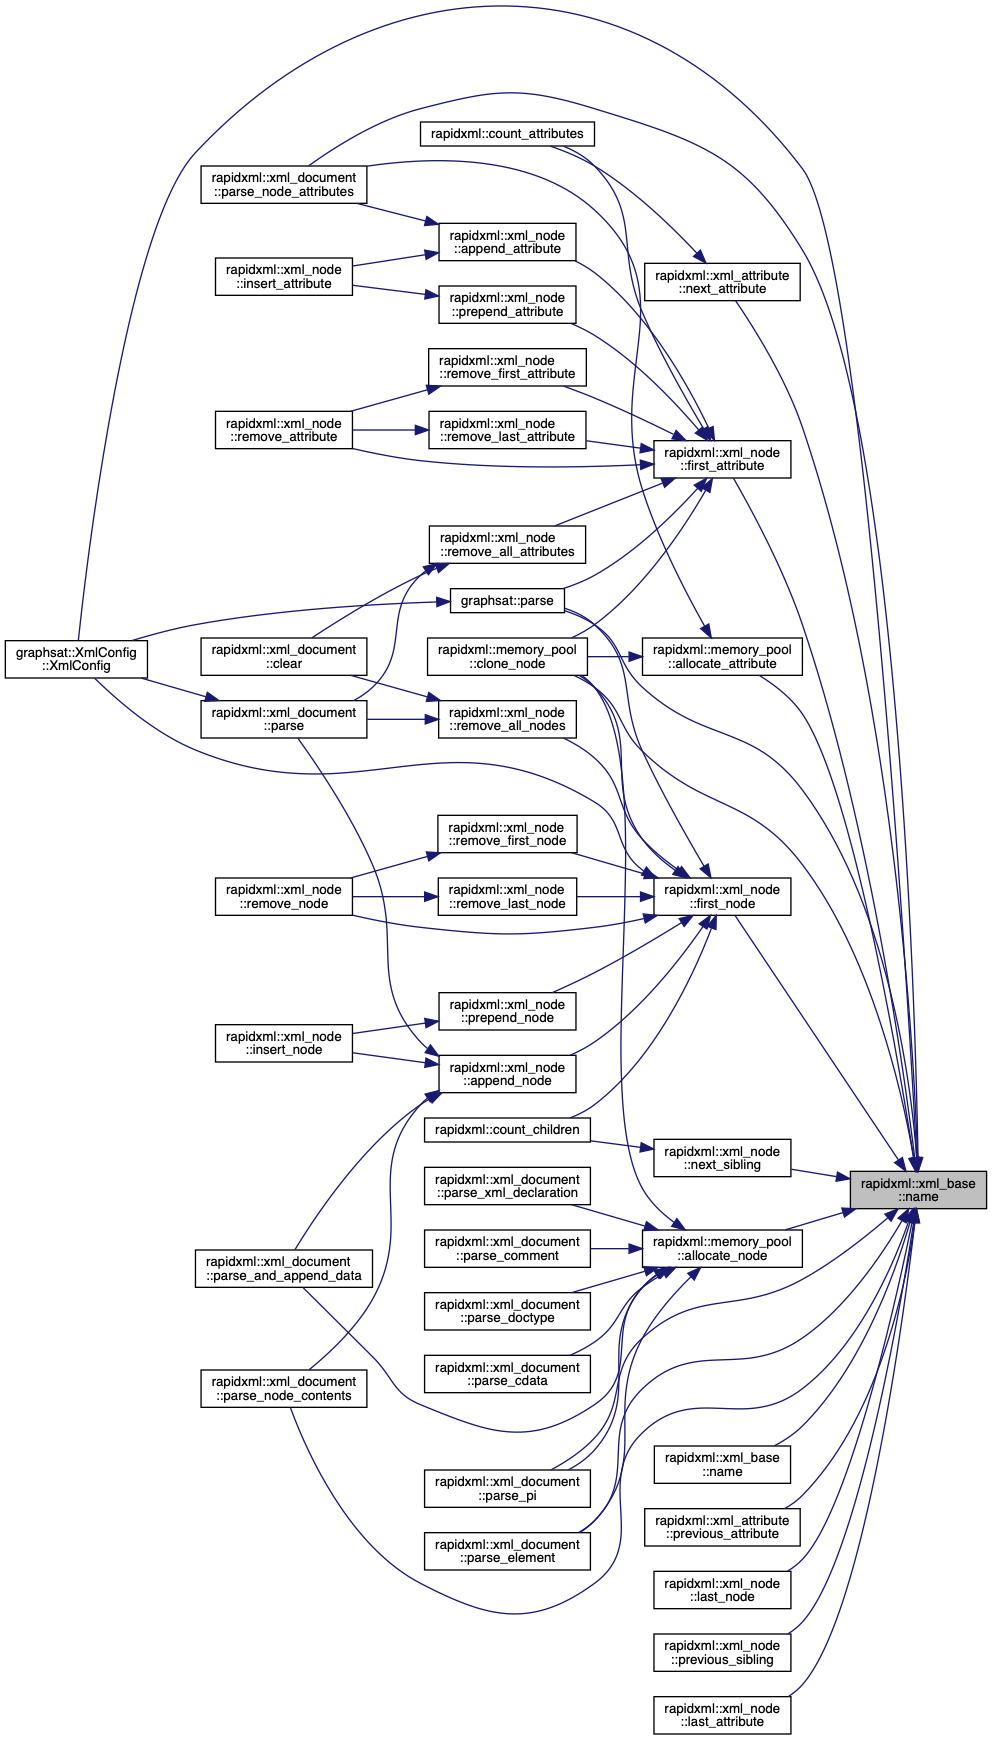 rapidxml::count_attributes
rapidxml::xml_document
::parse_node_attributes
rapidxml::xml_node
::append_attribute
rapidxml::xml_node
::insert_attribute
rapidxml::xml_attribute
::next_attribute
rapidxml::xml_node
::prepend_attribute
rapidxml::xml_node
::remove_first_attribute
rapidxml::xml_node
::remove_attribute
rapidxml::xml_node
::remove_last_attribute
rapidxml::xml_node
::first_attribute
rapidxml::xml_node
::remove_all_attributes
graphsat::parse
graphsat::XmlConfig
::XmlConfig
rapidxml::xml_document
::clear
rapidxml::memory_pool
::clone_node
rapidxml::memory_pool
::allocate_attribute
rapidxml::xml_document
::parse
rapidxml::xml_node
::remove_all_nodes
rapidxml::xml_node
::remove_first_node
rapidxml::xml_node
::remove_node
rapidxml::xml_node
::remove_last_node
rapidxml::xml_node
::first_node
rapidxml::xml_node
::prepend_node
rapidxml::xml_node
::insert_node
rapidxml::xml_node
::append_node
rapidxml::count_children
rapidxml::xml_node
::next_sibling
rapidxml::xml_base
::name
rapidxml::xml_document
::parse_xml_declaration
rapidxml::xml_document
::parse_comment
rapidxml::memory_pool
::allocate_node
rapidxml::xml_document
::parse_and_append_data
rapidxml::xml_document
::parse_doctype
rapidxml::xml_document
::parse_cdata
rapidxml::xml_document
::parse_node_contents
rapidxml::xml_base
::name
rapidxml::xml_document
::parse_pi
rapidxml::xml_attribute
::previous_attribute
rapidxml::xml_document
::parse_element
rapidxml::xml_node
::last_node
rapidxml::xml_node
::previous_sibling
rapidxml::xml_node
::last_attribute